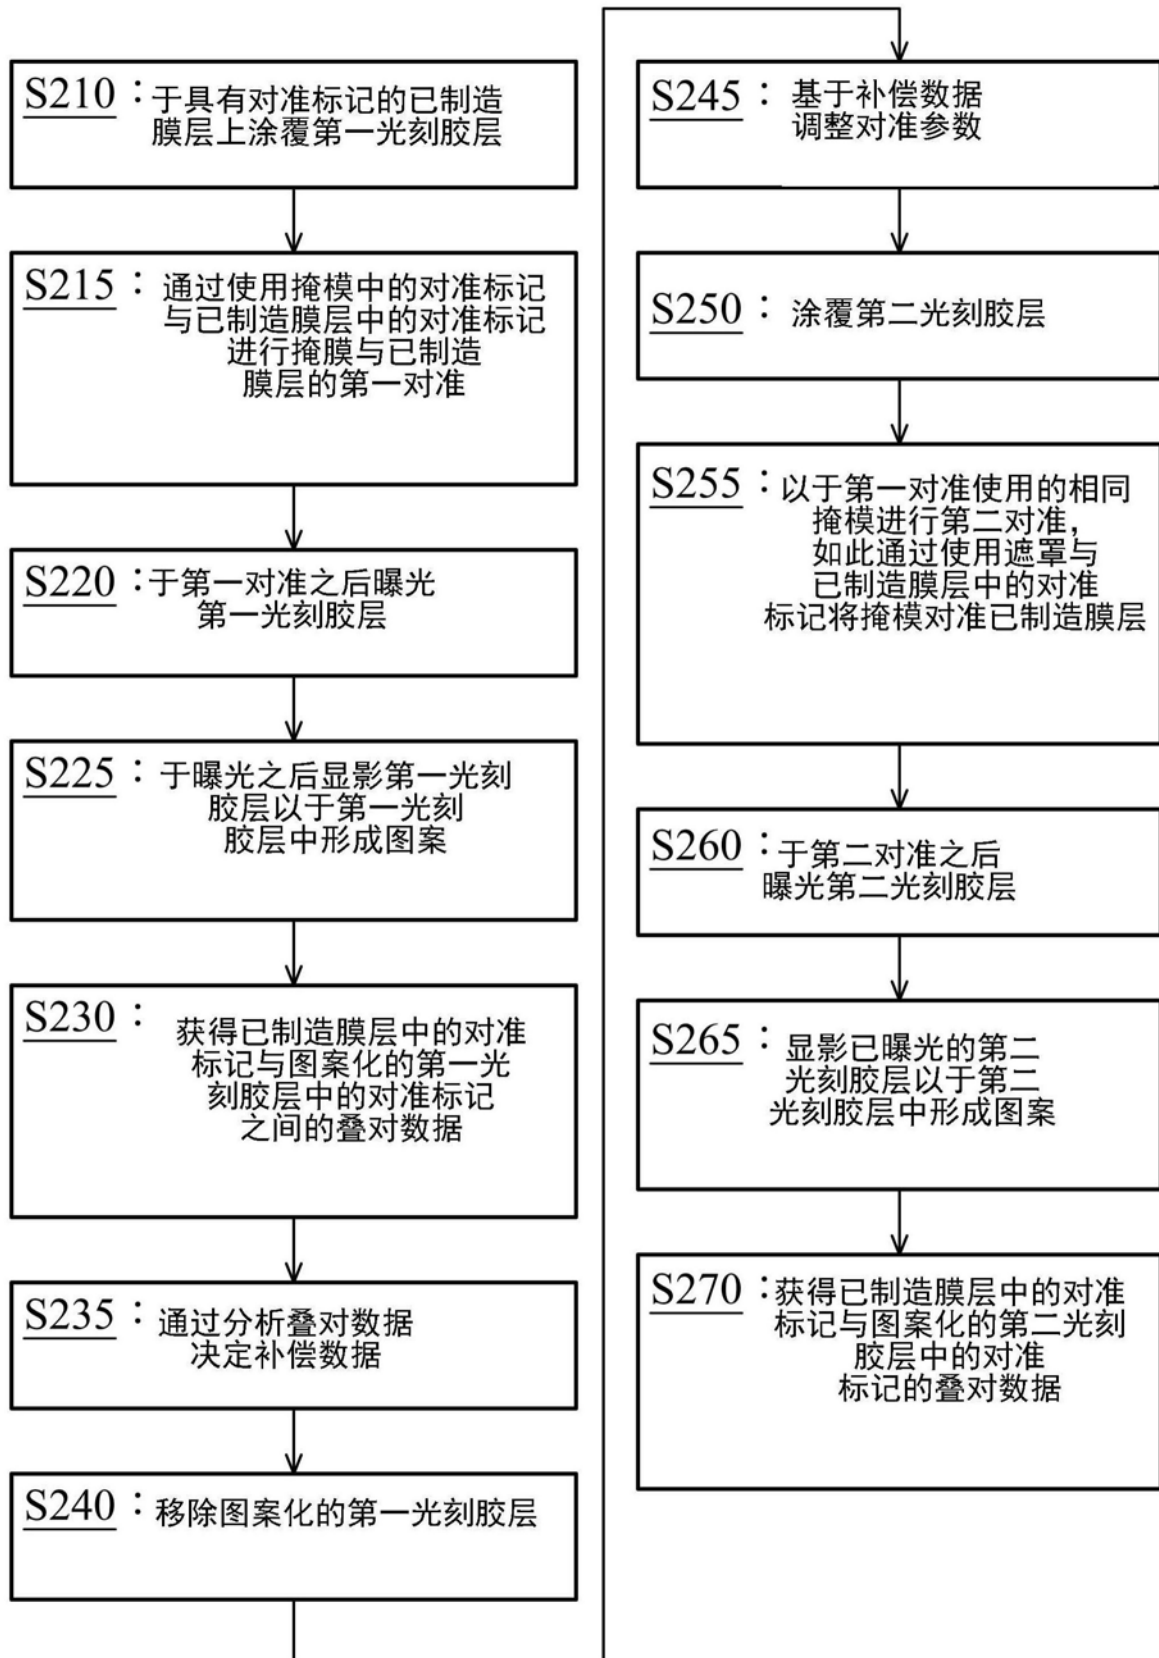 S210：于具有对准标记的已制造
膜层上涂覆第一光刻胶层
S215：通过使用掩模中的对准标记
与已制造膜层中的对准标记
进行掩膜与已制造
膜层的第一对准
S220：于第一对准之后曝光
第一光刻胶层
S225：于曝光之后显影第一光刻
胶层以于第一光刻
胶层中形成图案
S230：获得已制造膜层中的对准
标记与图案化的第一光
刻胶层中的对准标记
之间的叠对数据
S235：通过分析叠对数据
决定补偿数据
S240：移除图案化的第一光刻胶层
S245：基于补偿数据
调整对准参数
S250：涂覆第二光刻胶层
S255：以于第一对准使用的相同
掩模进行第二对准，
如此通过使用遮罩与
已制造膜层中的对准
标记将掩模对准已制造膜层
S260：于第二对准之后
曝光第二光刻胶层
S265：显影已曝光的第二
光刻胶层以于第二
光刻胶层中形成图案
S270：获得已制造膜层中的对准
标记与图案化的第二光刻
胶层中的对准
标记的叠对数据